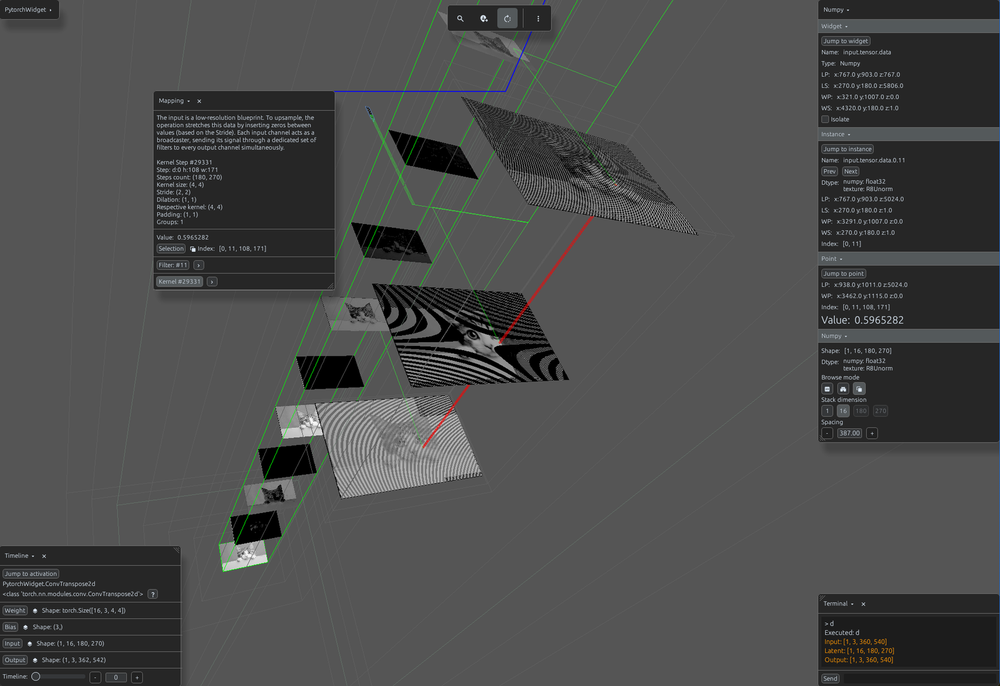 PytorchWidget
Mapping
The input is a low-resolution blueprint. To upsample, the
operation stretches this data by inserting zeros between
values (based on the Stride). Each input channel acts as a
broadcaster, sending its signal through a dedicated set of
filters to every output channel simultaneously.
Kernel Step #29331
Step: d:0 h:108 w:171
Steps count: (180, 270)
Kernel size: (4, 4)
Stride: (2, 2)
Dilation: (1, 1)
Respective kernel: (4, 4)
Padding: (1, 1)
Groups: 1
Value: 0.5965282
Selection Index: [0, 11, 108, 171]
Filter: #11
Kernel #29331
Numpy
Widget
Jump to widget
Name: input.tensor.data
Type: Numpy
LP: x:767.0 y:903.0 z:767.0
LS: x:270.0 y:180.0 z:5806.0
WP: x:321.0 y:1007.0 z:0.0
WS: x:4320.0 y:180.0 z:1.0
Isolate
Instance
Jump to instance
Name: input.tensor.data.0.11
Prev Next
Dtype: numpy: float32
texture: R8Unorm
LP: x:767.0 y:903.0 z:5024.0
LS: x:270.0 y:180.0 z:1.0
WP: x:3291.0 y:1007.0 z:0.0
WS: x:270.0 y:180.0 z:1.0
Index: [0, 11]
Point
Jump to point
LP: x:938.0 y:1011.0 z:5024.0
WP: x:3462.0 y:1115.0 z:0.0
Index: [0, 11, 108, 171]
Value: 0.5965282
Numpy
Shape: [1, 16, 180, 270]
Dtype: numpy: float32
texture: R8Unorm
Browse mode
Stack dimension
1 16 180 270
Spacing
- 387.00 +
Timeline
Jump to activation
PytorchWidget.ConvTranspose2d
<class 'torch.nn.modules.conv.ConvTranspose2d'> ?
Weight Shape: torch.Size([16, 3, 4, 4])
Bias Shape: (3,)
Input Shape: (1, 16, 180, 270)
Output Shape: (1, 3, 362, 542)
Timeline: - 0 +
Terminal
> d
Executed: d
Input: [1, 3, 360, 540]
Latent: [1, 16, 180, 270]
Output: [1, 3, 360, 540]
Send